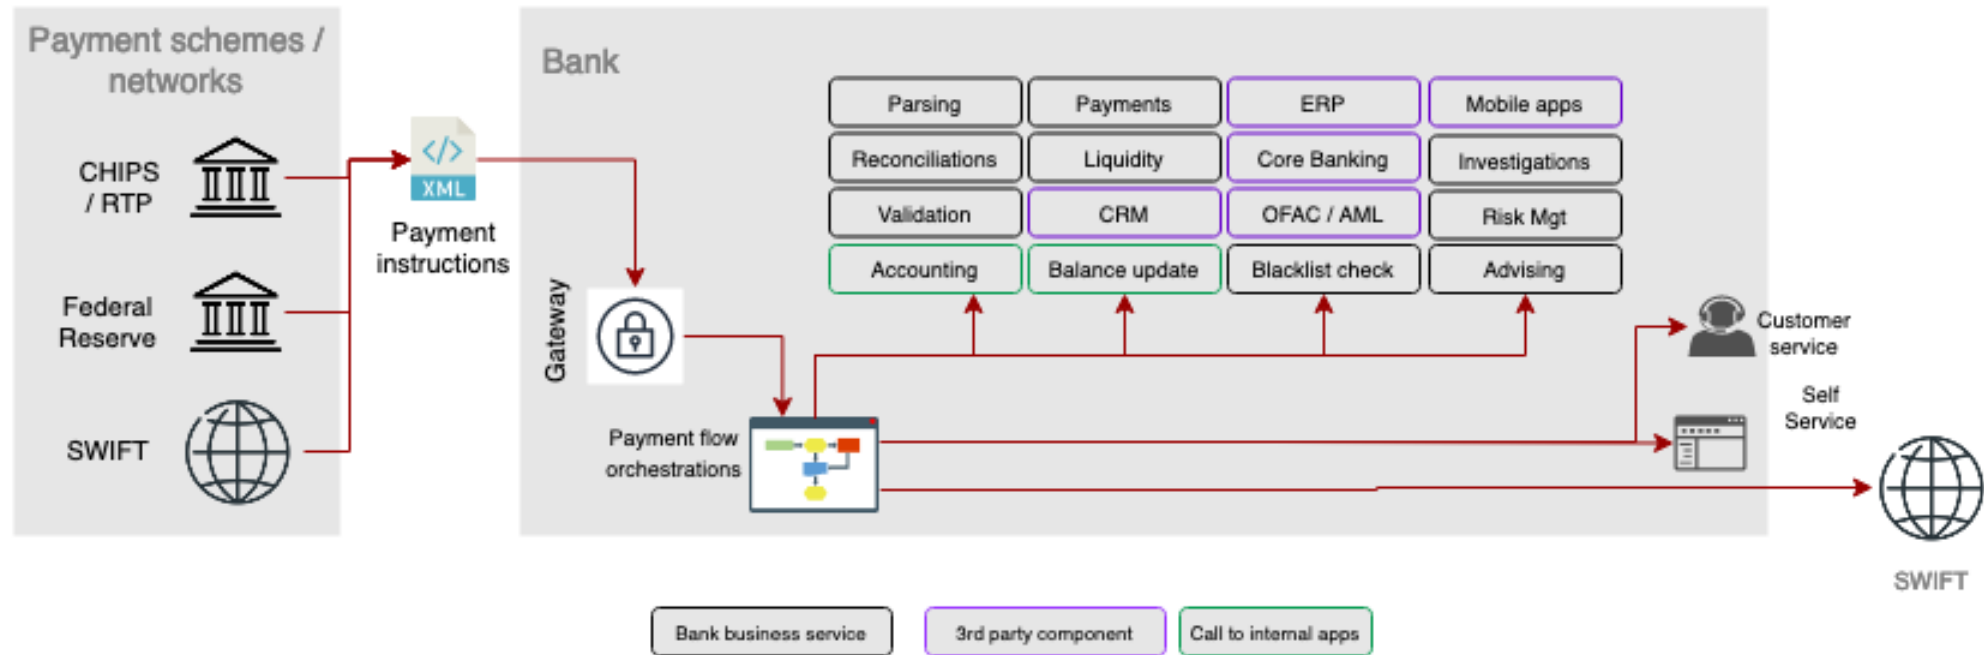 Payment schemes /
networks
CHIPS
/ RTP
Federal
Reserve
SWIFT
</>
XML
Payment
instructions
Bank
Gateway
Parsing
Payments
ERP
Mobile apps
Reconciliations
Liquidity
Core Banking
Investigations
Validation
CRM
OFAC / AML
Risk Mgt
Accounting
Balance update
Blacklist check
Advising
Payment flow
orchestrations
Customer
service
Self
Service
SWIFT
Bank business service
3rd party component
Call to internal apps